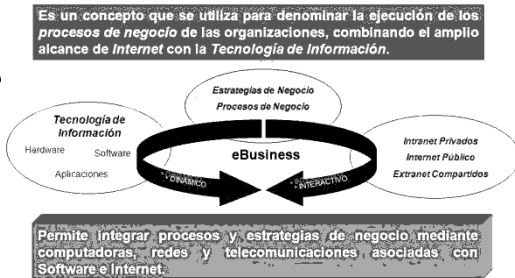 Es un concepto que se utiliza para denominar la ejecución de los
procesos de negocio de las organizaciones, combinando el amplio
alcance de Internet con la Tecnología de Información.
Estrategias de Negocio
Procesos de Negocio
Tecnología de
Información
Hardware
Software
Aplicaciones
eBusiness
DINÁMICO
INTERACTIVO
Intranet Privados
Internet Público
Extranet Compartidos
Permite integrar procesos y estrategias de negocio mediante
computadoras, redes y telecomunicaciones asociadas con
Software e Internet.